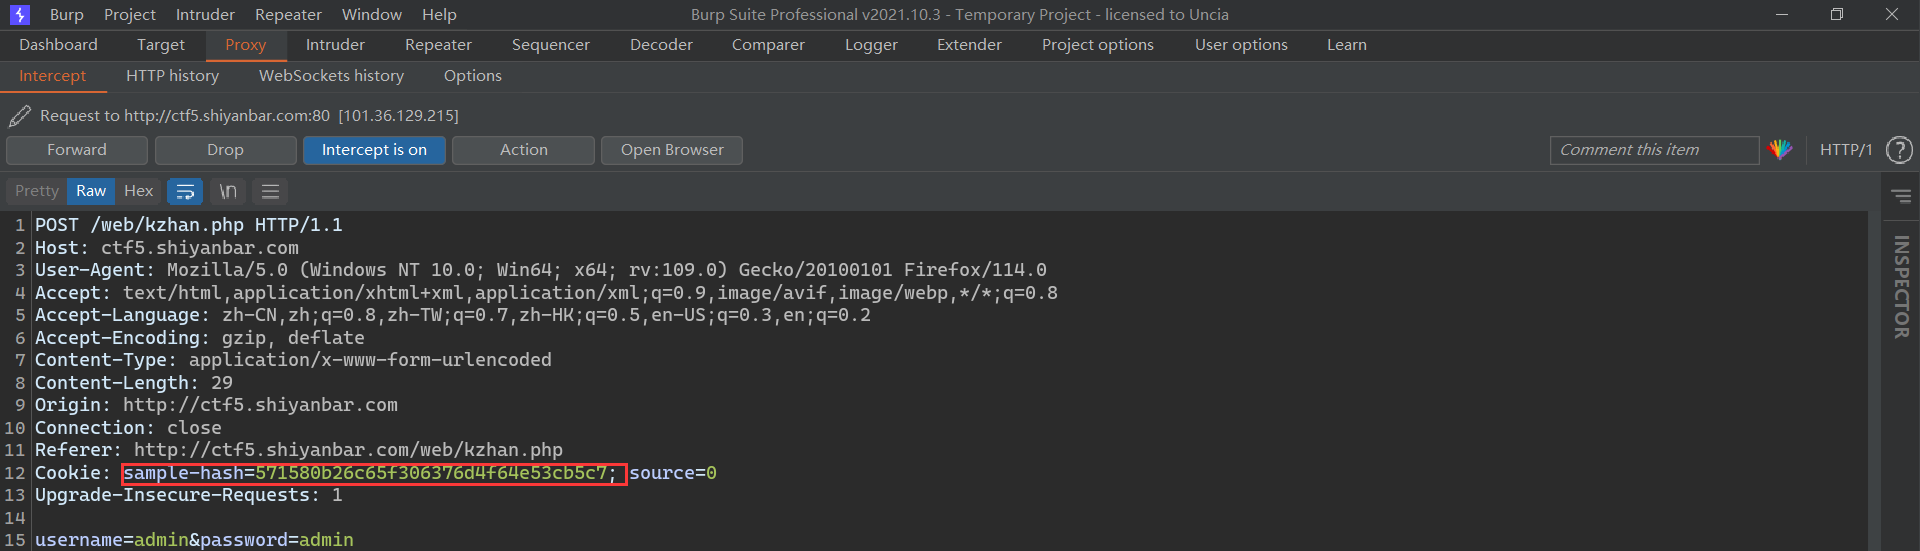 Burp Project Intruder Repeater Window Help Burp Suite Professional v2021.10.3 - Temporary Project - licensed to Uncia
Dashboard Target Proxy Intruder Repeater Sequencer Decoder Comparer Logger Extender Project options User options Learn
Intercept HTTP history WebSockets history Options
Request to http://ctf5.shiyanbar.com:80 [101.36.129.215]
Forward Drop Intercept is on Action Open Browser Comment this item HTTP/1 ?
Pretty Raw Hex \n
INSPECTOR
1 POST /web/kzhan.php HTTP/1.1
2 Host: ctf5.shiyanbar.com
3 User-Agent: Mozilla/5.0 (Windows NT 10.0; Win64; x64; rv:109.0) Gecko/20100101 Firefox/114.0
4 Accept: text/html,application/xhtml+xml,application/xml;q=0.9,image/avif,image/webp,*/*;q=0.8
5 Accept-Language: zh-CN,zh;q=0.8,zh-TW;q=0.7,zh-HK;q=0.5,en-US;q=0.3,en;q=0.2
6 Accept-Encoding: gzip, deflate
7 Content-Type: application/x-www-form-urlencoded
8 Content-Length: 29
9 Origin: http://ctf5.shiyanbar.com
10 Connection: close
11 Referer: http://ctf5.shiyanbar.com/web/kzhan.php
12 Cookie: sample-hash=571580b26c65f306376d4f64e53cb5c7; source=0
13 Upgrade-Insecure-Requests: 1
14
15 username=admin&password=admin